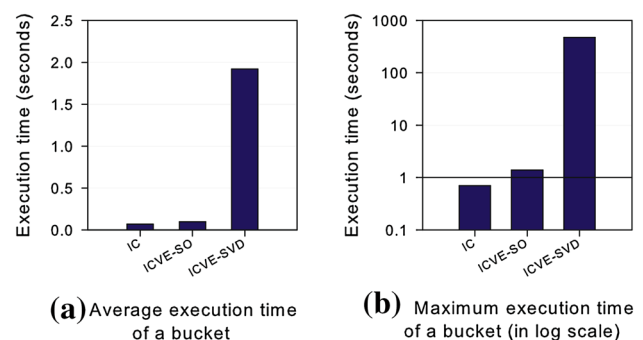 2.5
2.0
1.5
1.0
0.5
0.0
Execution time (seconds)
IC
ICVE-SO
ICVE-SVD
(a) Average execution time
of a bucket
1000
100
10
1
0.1
Execution time (seconds)
IC
ICVE-SO
ICVE-SVD
(b) Maximum execution time
of a bucket (in log scale)